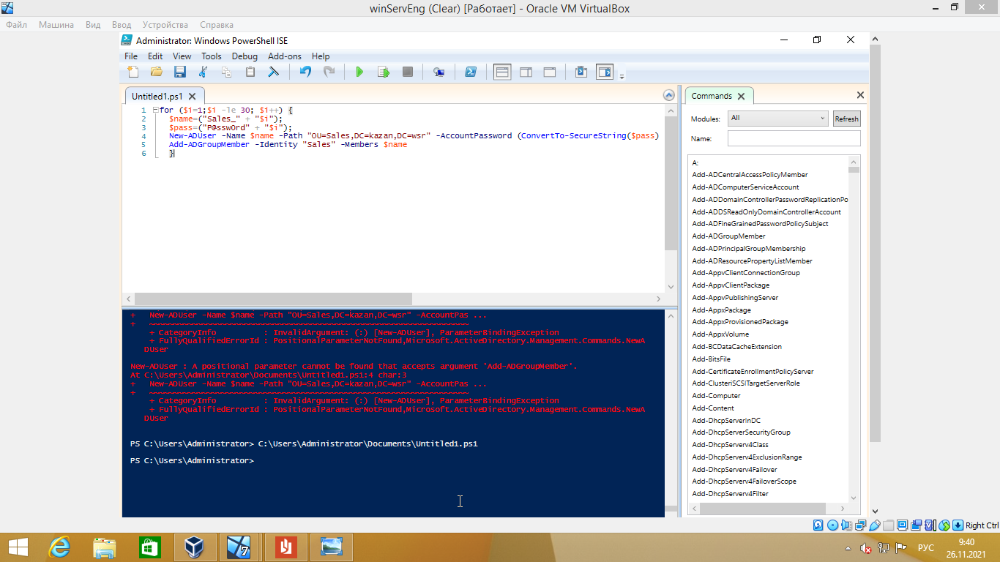 winServEng (Clear) [Работает] - Oracle VM VirtualBox
Файл Машина Вид Ввод Устройства Справка
Administrator: Windows PowerShell ISE
File Edit View Tools Debug Add-ons Help
Untitled1.ps1
1 for ($i=1;$i -le 30; $i++) {
2 $name=("Sales_" + "$i");
3 $pass=("P@ssw0rd" + "$i");
4 New-ADUser -Name $name -Path "OU=Sales,DC=kazan,DC=wsr" -AccountPassword (ConvertTo-SecureString($pass)
5 Add-ADGroupMember -Identity "Sales" -Members $name
6 }
+ New-ADUser -Name $name -Path "OU=Sales,DC=kazan,DC=wsr" -AccountPas ...
+ ~~~~~~~~~~~~~~~~~~~~~~~~~~~~~~~~~~~~~~~~~~~~~~~~~~~~~~~~~~~~~~~~~~~
+ CategoryInfo : InvalidArgument: (:) [New-ADUser], ParameterBindingException
+ FullyQualifiedErrorId : PositionalParameterNotFound,Microsoft.ActiveDirectory.Management.Commands.NewA
DUser
New-ADUser : A positional parameter cannot be found that accepts argument 'Add-ADGroupMember'.
At C:\Users\Administrator\Documents\Untitled1.ps1:4 char:3
+ New-ADUser -Name $name -Path "OU=Sales,DC=kazan,DC=wsr" -AccountPas ...
+ ~~~~~~~~~~~~~~~~~~~~~~~~~~~~~~~~~~~~~~~~~~~~~~~~~~~~~~~~~~~~~~~~~~~
+ CategoryInfo : InvalidArgument: (:) [New-ADUser], ParameterBindingException
+ FullyQualifiedErrorId : PositionalParameterNotFound,Microsoft.ActiveDirectory.Management.Commands.NewA
DUser
PS C:\Users\Administrator> C:\Users\Administrator\Documents\Untitled1.ps1
PS C:\Users\Administrator>
Commands
Modules: All Refresh
Name:
A:
Add-ADCentralAccessPolicyMember
Add-ADComputerServiceAccount
Add-ADDomainControllerPasswordReplicationPo
Add-ADDSReadOnlyDomainControllerAccount
Add-ADFineGrainedPasswordPolicySubject
Add-ADGroupMember
Add-ADPrincipalGroupMembership
Add-ADResourcePropertyListMember
Add-AppvClientConnectionGroup
Add-AppvClientPackage
Add-AppvPublishingServer
Add-AppxPackage
Add-AppxProvisionedPackage
Add-AppxVolume
Add-BCDataCacheExtension
Add-BitsFile
Add-CertificateEnrollmentPolicyServer
Add-ClusteriSCSITargetServerRole
Add-Computer
Add-Content
Add-DhcpServerInDC
Add-DhcpServerSecurityGroup
Add-DhcpServerv4Class
Add-DhcpServerv4ExclusionRange
Add-DhcpServerv4Failover
Add-DhcpServerv4FailoverScope
Add-DhcpServerv4Filter
Right Ctrl
РУС
9:40
26.11.2021